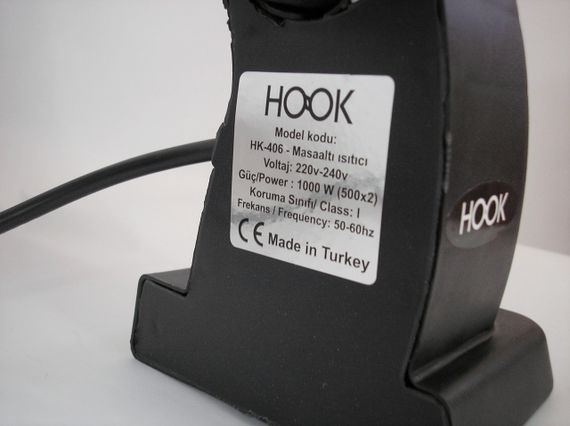 HOOK
Model kodu:
HK-406 - Masaaltı ısıtıcı
Voltaj: 220v-240v
Güç/Power : 1000 W (500x2)
Koruma Sınıfı/ Class: I
Frekans / Frequency: 50-60hz
CE Made in Turkey
HOOK